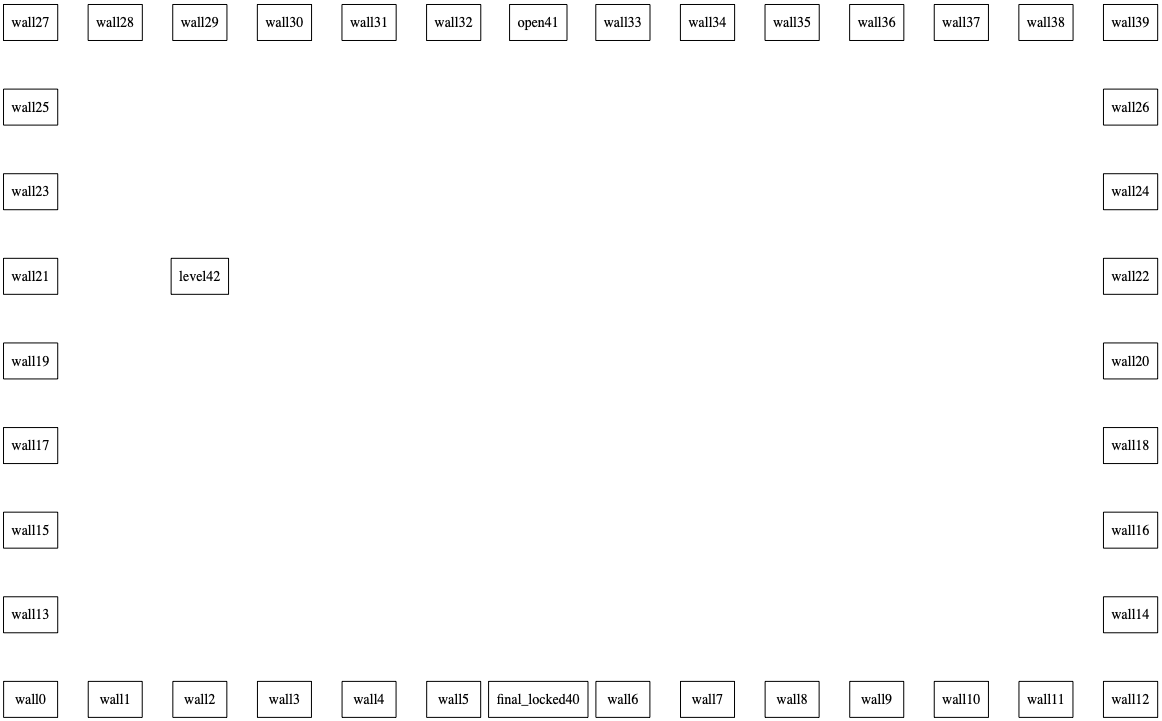 wall27 wall28 wall29 wall30 wall31 wall32 open41 wall33 wall34 wall35 wall36 wall37 wall38 wall39
wall25 wall26
wall23 wall24
wall21 level42 wall22
wall19 wall20
wall17 wall18
wall15 wall16
wall13 wall14
wall0 wall1 wall2 wall3 wall4 wall5 final_locked40 wall6 wall7 wall8 wall9 wall10 wall11 wall12